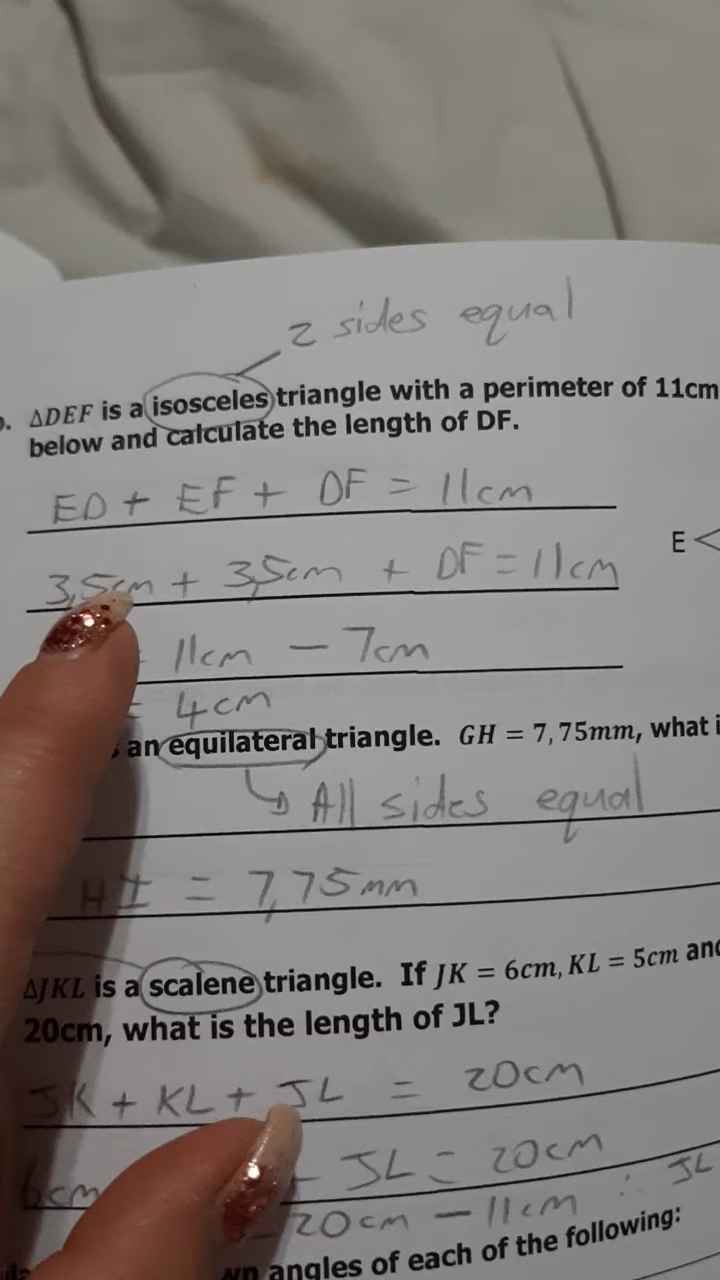 2 sides equal
ΔDEF is a isosceles triangle with a perimeter of 11cm
below and calculate the length of DF.
ED + EF + DF = 11cm
E
3,5cm + 3,5cm + DF = 11cm
11cm - 7cm
= 4cm
an equilateral triangle. GH = 7,75mm, what
All sides equal
HI = 7,75mm
ΔJKL is a scalene triangle. If JK = 6cm, KL = 5cm and
20cm, what is the length of JL?
JK + KL + JL = 20cm
6cm JL = 20cm
20cm - 11cm ∴ JL
angles of each of the following: